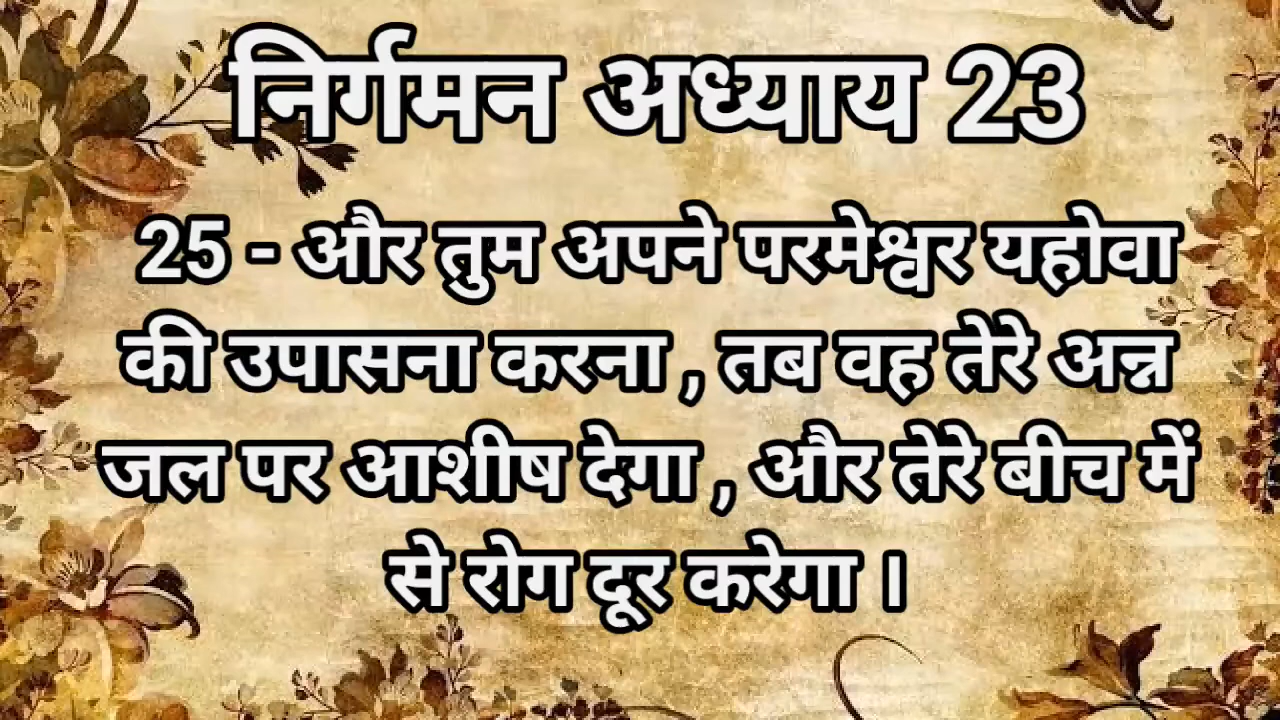 निर्गमन अध्याय 23
25 - और तुम अपने परमेश्वर यहोवा
की उपासना करना , तब वह तेरे अन्न
जल पर आशीष देगा , और तेरे बीच में
से रोग दूर करेगा ।